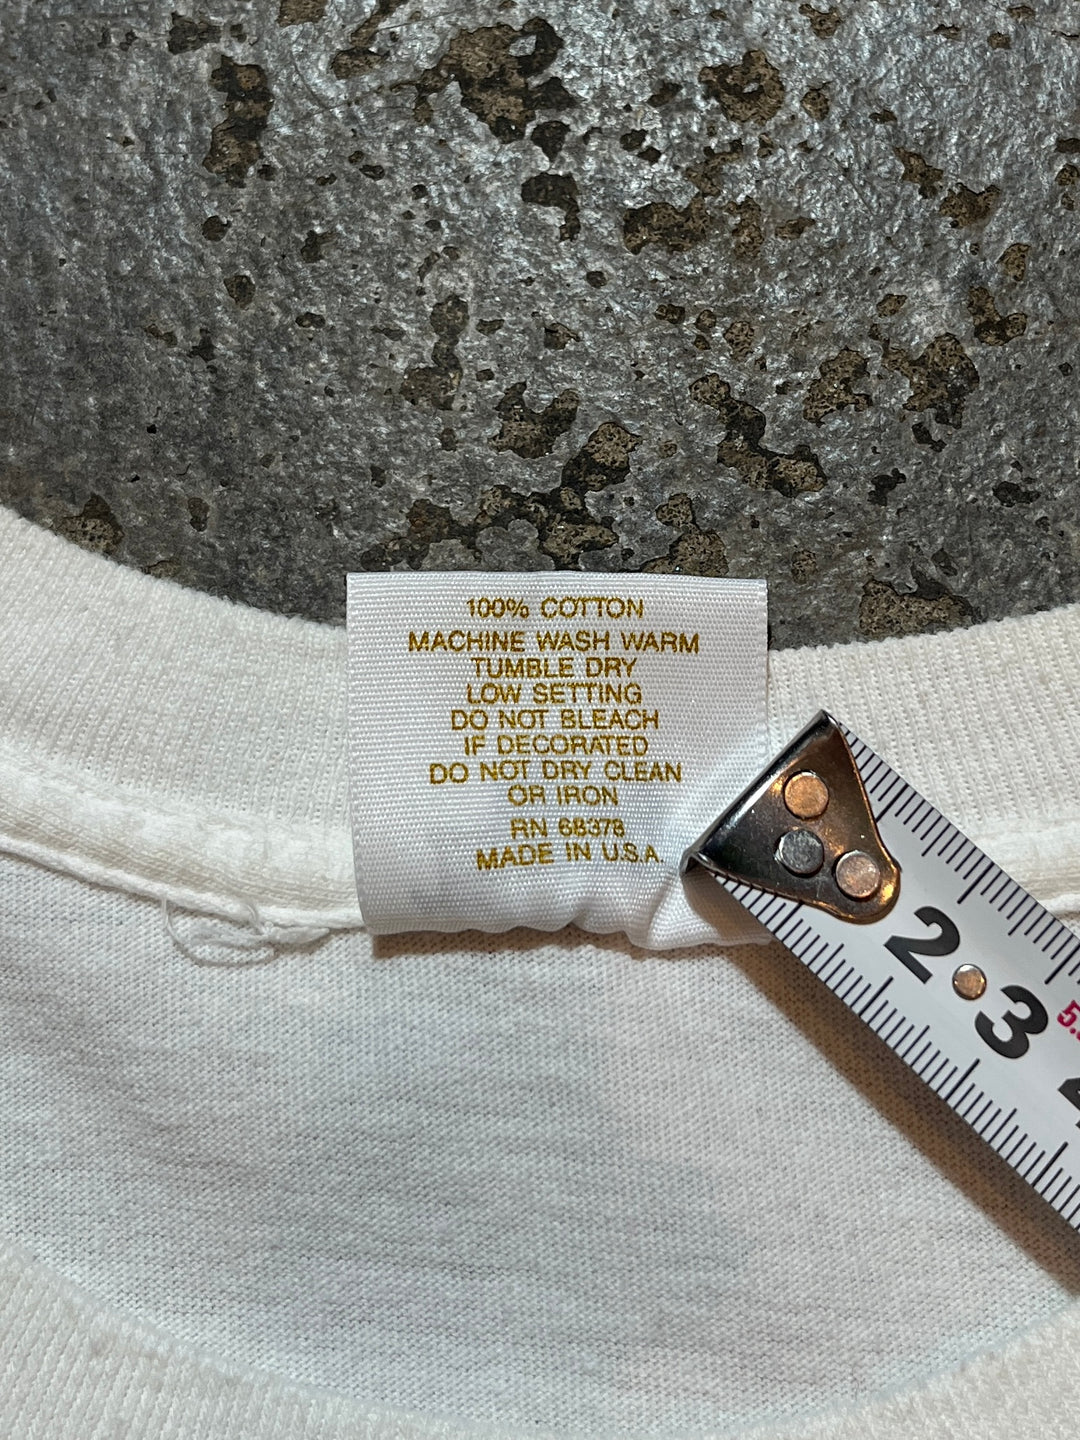 100% COTTON
MACHINE WASH WARM
TUMBLE DRY
LOW SETTING
DO NOT BLEACH
IF DECORATED
DO NOT DRY CLEAN
OR IRON
RN 68378
MADE IN U.S.A.
2
3